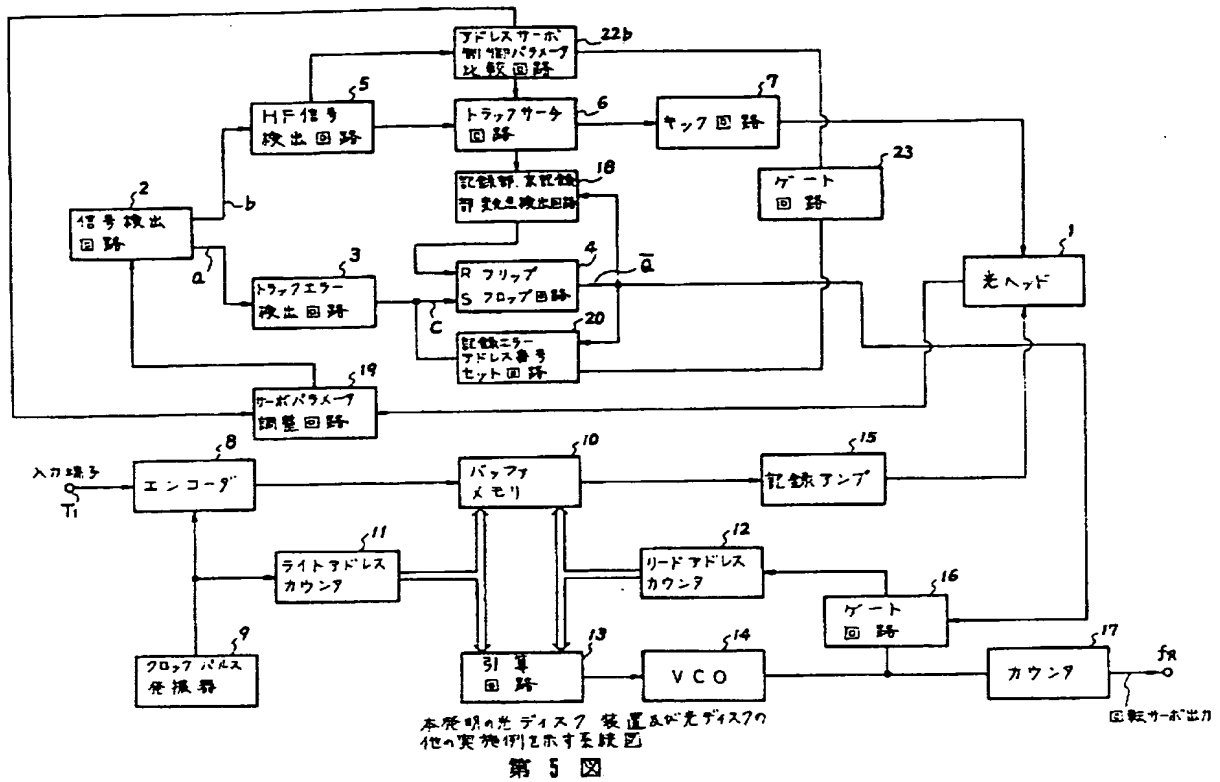 アドレスサーボ
制御パラメータ
比較回路
22b
5
HF信号
検出回路
6
トラックサーチ
回路
7
キック回路
18
記録部、未記録
部変化点検出回路
23
ゲート
回路
2
信号検出
回路
b
a
3
トラックエラー
検出回路
4
R フリップ
S フロップ回路
Q̅
C
1
光ヘッド
20
記録エラー
アドレス番号
セット回路
19
サーボパラメータ
調整回路
入力端子
T1
8
エンコーダ
10
バッファ
メモリ
15
記録アンプ
11
ライトアドレス
カウンタ
12
リードアドレス
カウンタ
16
ゲート
回路
9
クロックパルス
発振器
13
引算
回路
14
VCO
17
カウンタ
fR
回転サーボ出力
本発明の光ディスク装置及び光ディスクの
他の実施例を示す系統図
第 5 図